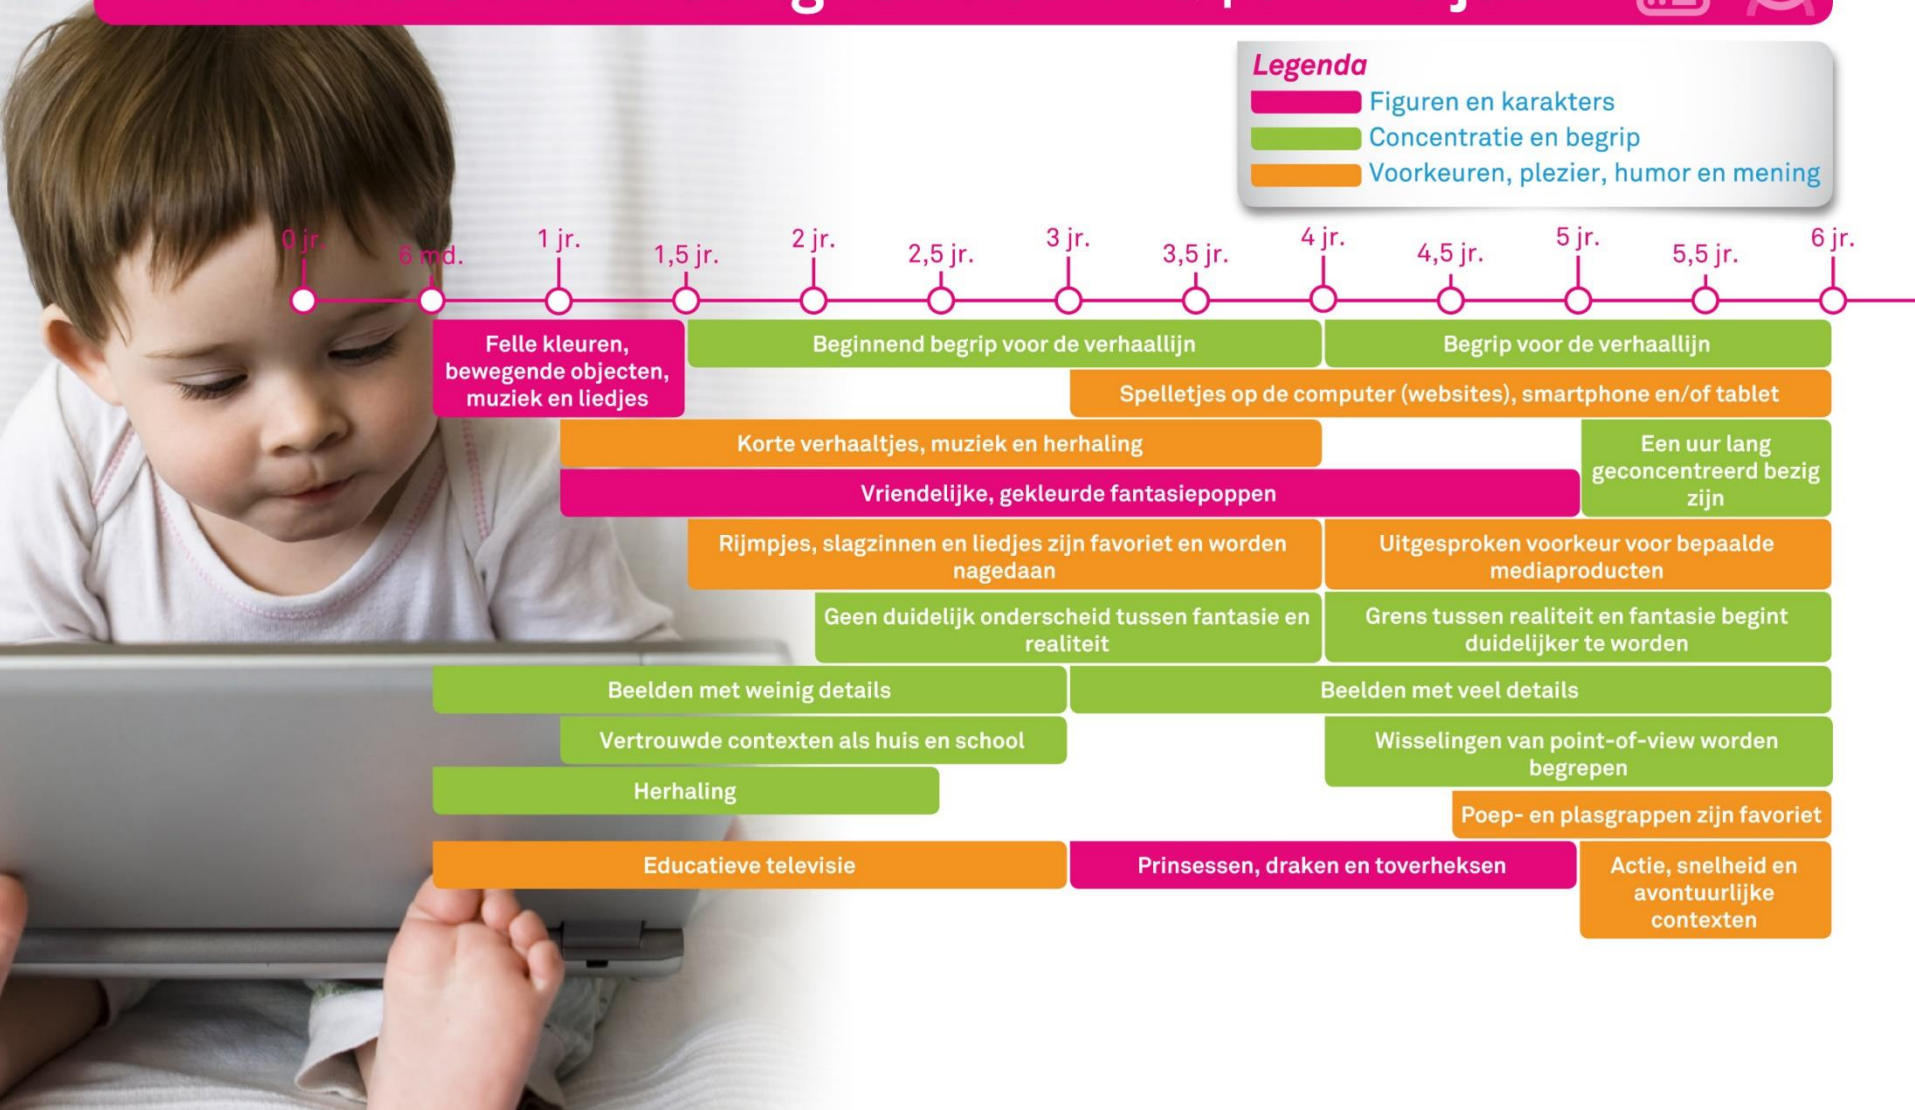 Legenda
Figuren en karakters
Concentratie en begrip
Voorkeuren, plezier, humor en mening
0 jr.
6 md.
1 jr.
1,5 jr.
2 jr.
2,5 jr.
3 jr.
3,5 jr.
4 jr.
4,5 jr.
5 jr.
5,5 jr.
6 jr.
Felle kleuren,
bewegende objecten,
muziek en liedjes
Beginnend begrip voor de verhaallijn
Begrip voor de verhaallijn
Spelletjes op de computer (websites), smartphone en/of tablet
Korte verhaaltjes, muziek en herhaling
Een uur lang
geconcentreerd bezig
zijn
Vriendelijke, gekleurde fantasiepoppen
Rijmpjes, slagzinnen en liedjes zijn favoriet en worden
nagedaan
Uitgesproken voorkeur voor bepaalde
mediaproducten
Geen duidelijk onderscheid tussen fantasie en
realiteit
Grens tussen realiteit en fantasie begint
duidelijker te worden
Beelden met weinig details
Beelden met veel details
Vertrouwde contexten als huis en school
Wisselingen van point-of-view worden
begrepen
Herhaling
Poep- en plasgrappen zijn favoriet
Educatieve televisie
Prinsessen, draken en toverheksen
Actie, snelheid en
avontuurlijke
contexten